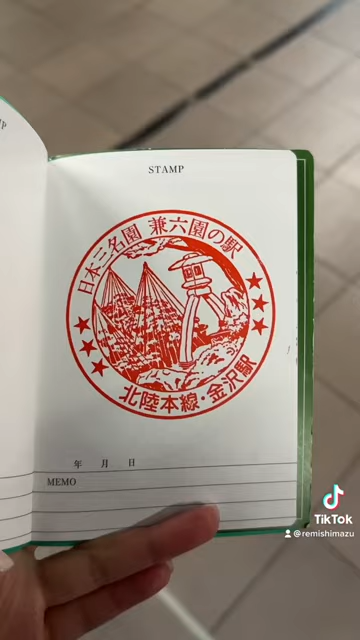 STAMP
日本三名園 兼六園の駅
北陸本線・金沢駅
年 月 日
MEMO
TikTok
@remishimazu